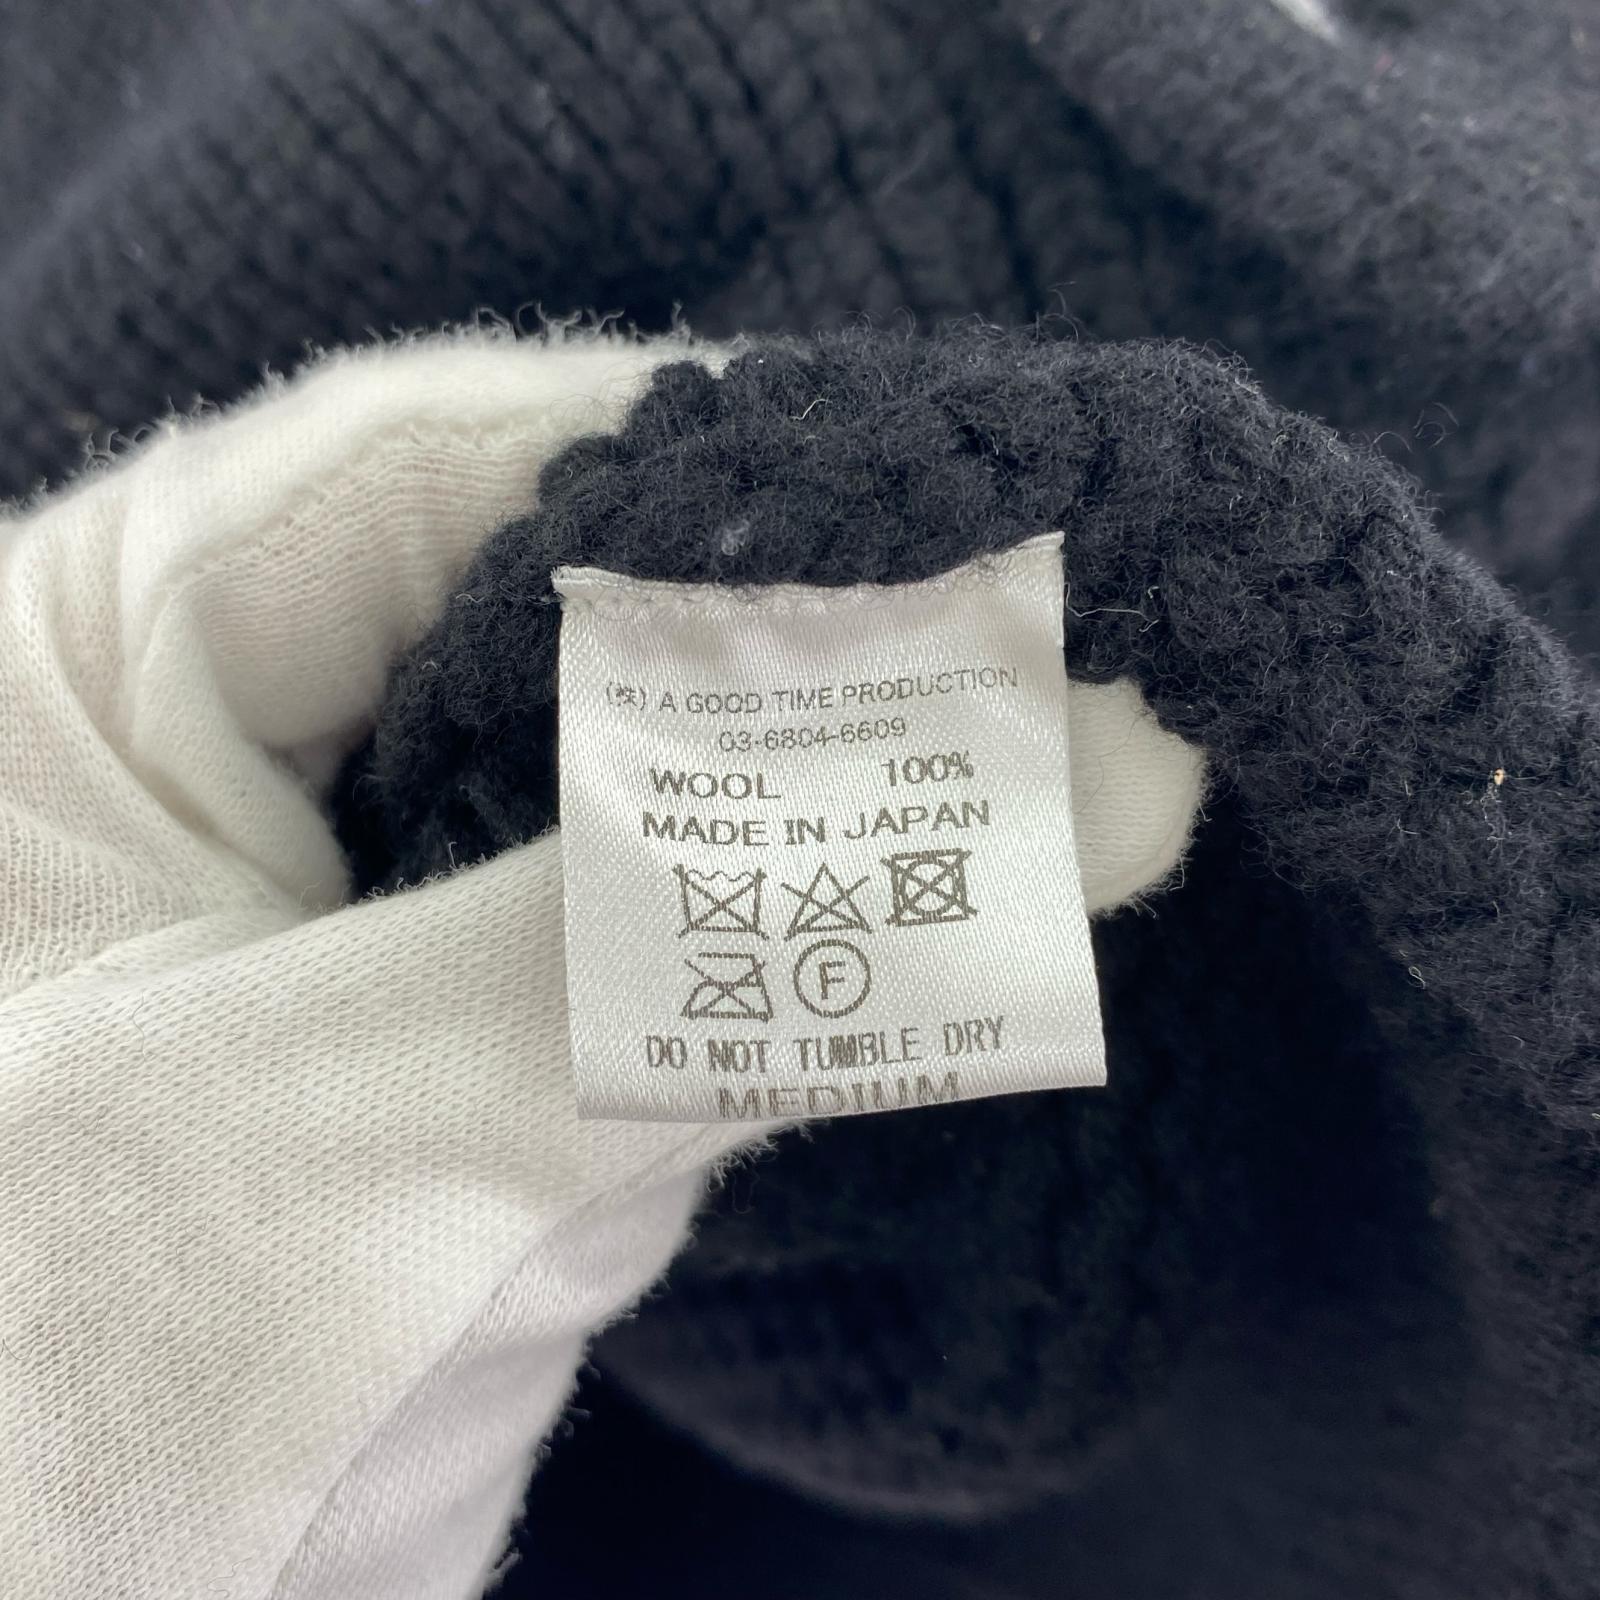 (株) A GOOD TIME PRODUCTION
03-6804-6609
WOOL 100%
MADE IN JAPAN
F
DO NOT TUMBLE DRY
MEDIUM